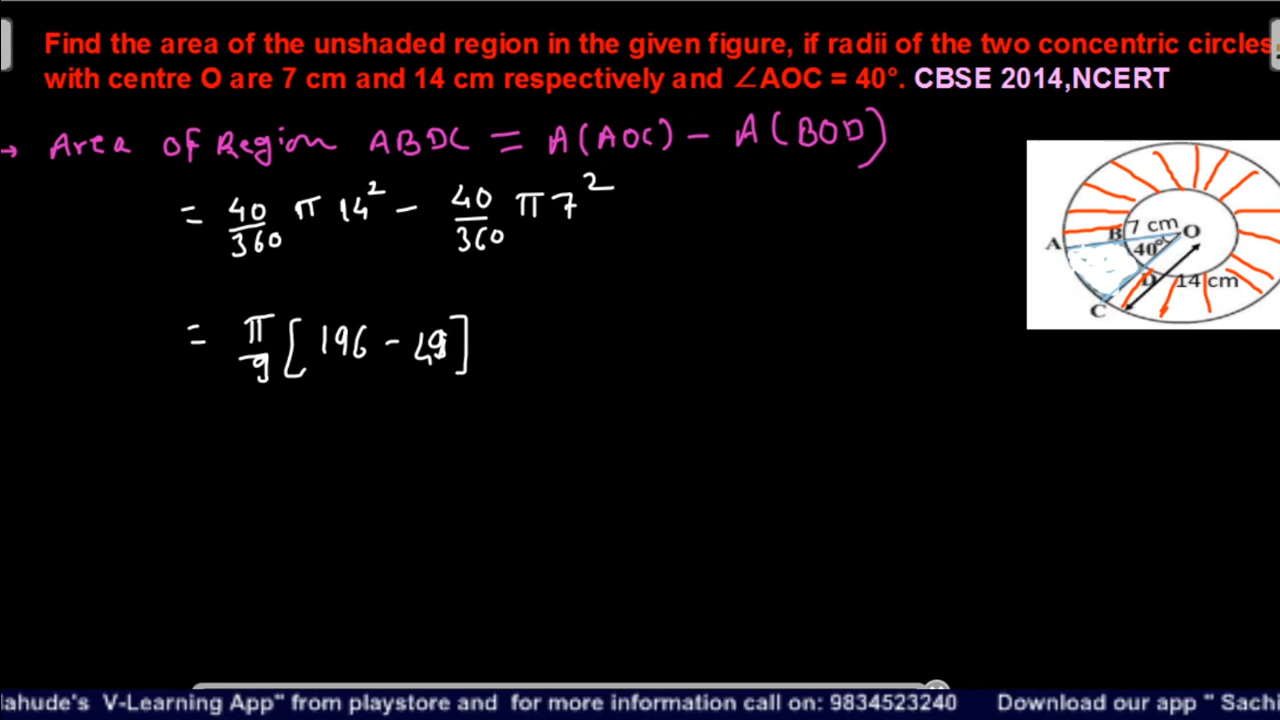 Find the area of the unshaded region in the given figure, if radii of the two concentric circles
with centre O are 7 cm and 14 cm respectively and ∠AOC = 40°. CBSE 2014,NCERT
→ Area of Region ABDC = A(AOC) - A(BOD)
= 40/360 π 14² - 40/360 π 7²
= π/9 [196 - 49]
7 cm
A B O
40°
D 14 cm
C
lahude's V-Learning App" from playstore and for more information call on: 9834523240 Download our app " Sachi